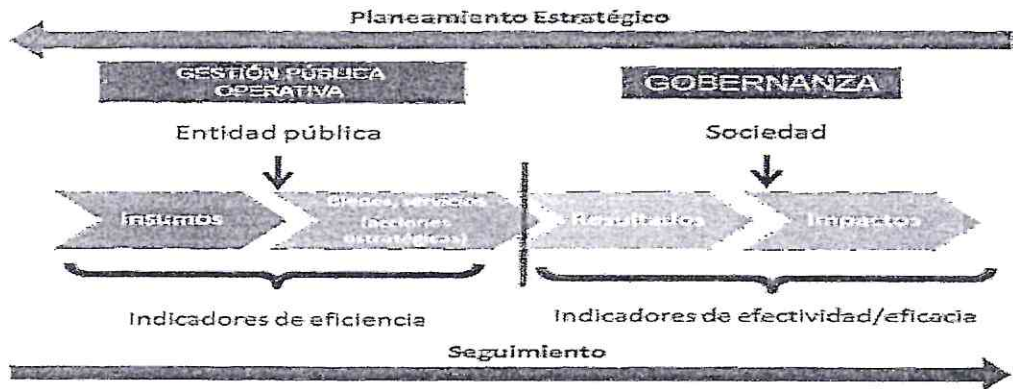 Planeamiento Estratégico
GESTIÓN PÚBLICA
OPERATIVA
GOBERNANZA
Entidad pública
Sociedad
Insumos
Bienes, servicios
(acciones
estratégicas)
Resultados
Impactos
Indicadores de eficiencia
Indicadores de efectividad/eficacia
Seguimiento